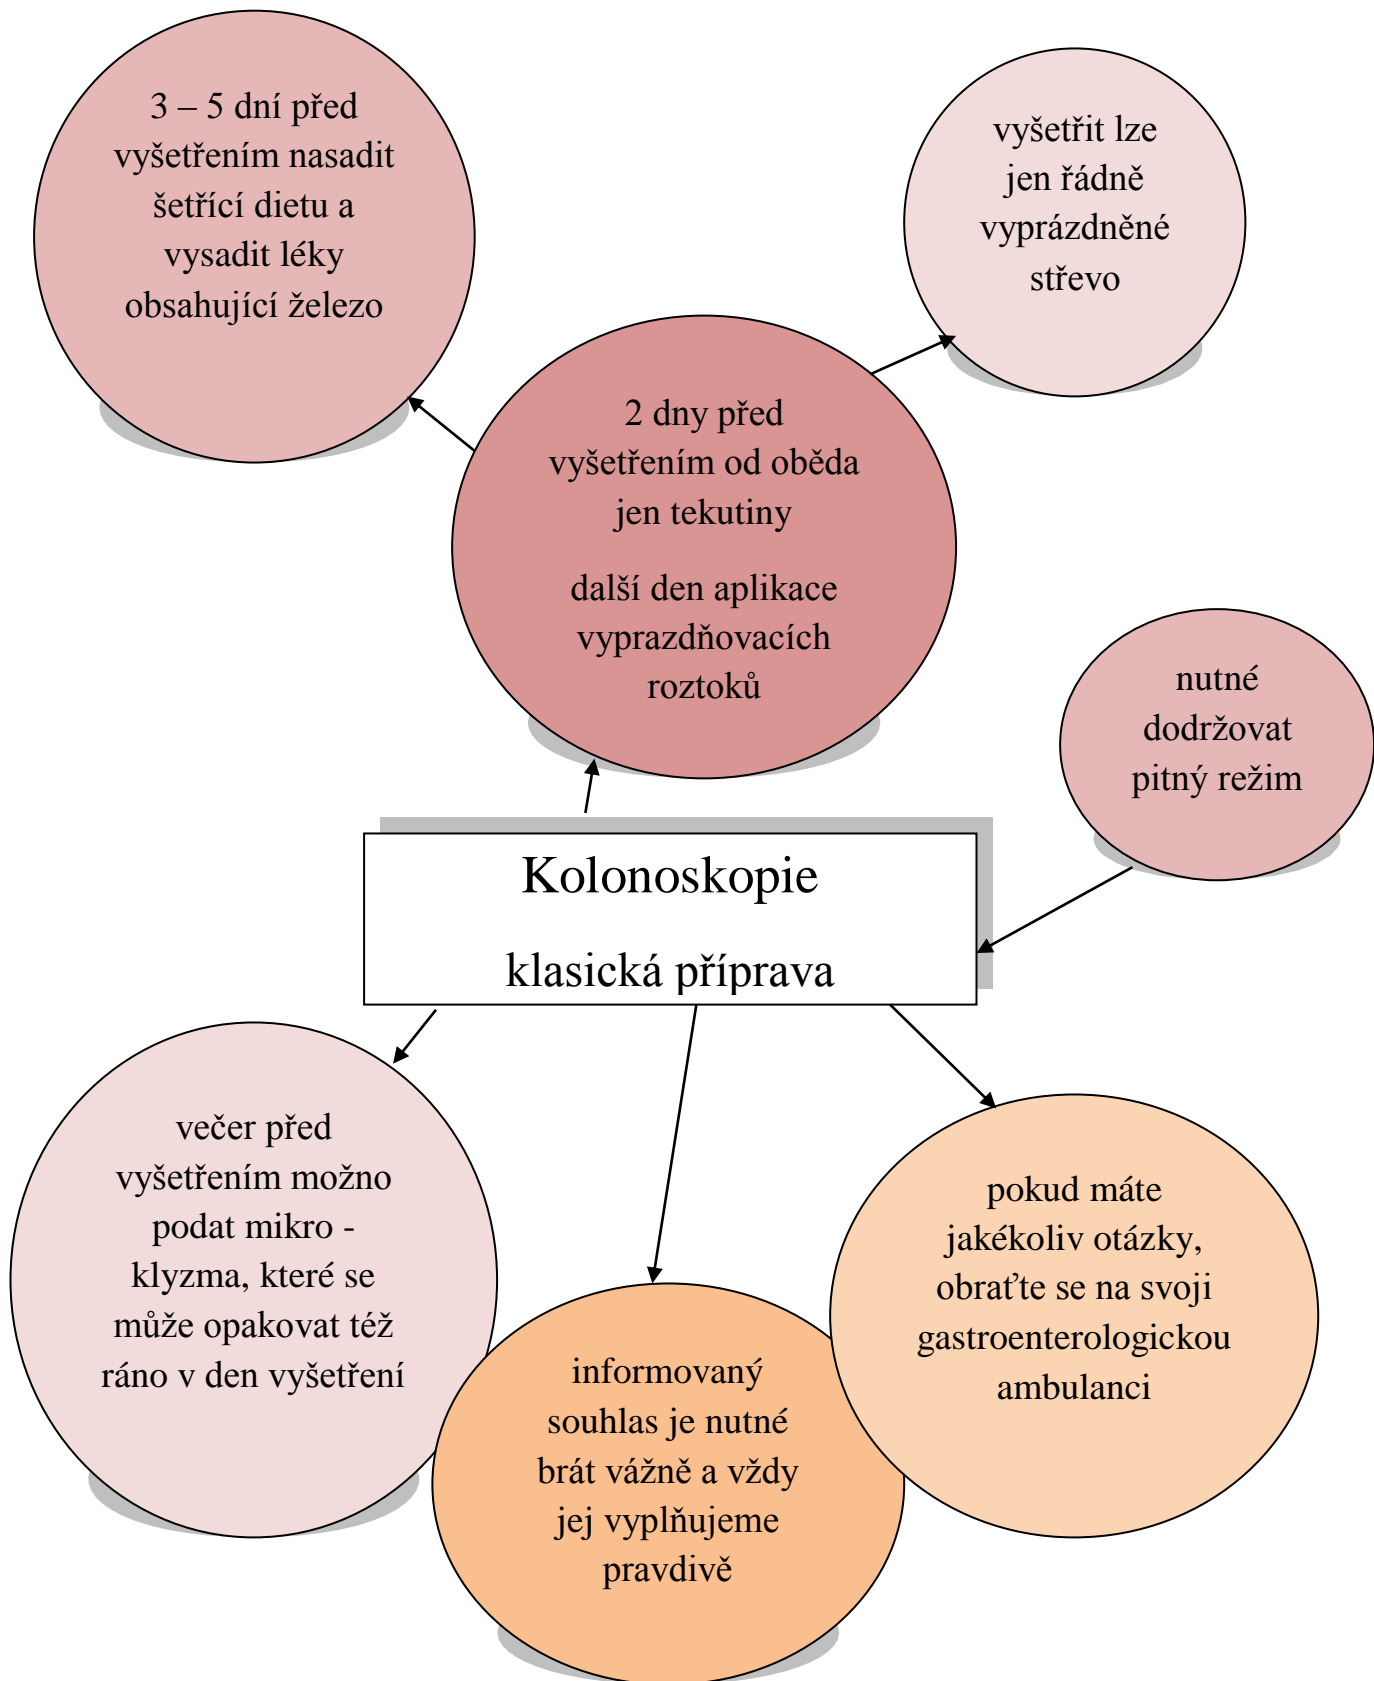 3 – 5 dní před
vyšetřením nasadit
šetřící dietu a
vysadit léky
obsahující železo
vyšetřit lze
jen řádně
vyprázdněné
střevo
2 dny před
vyšetřením od oběda
jen tekutiny
další den aplikace
vyprazdňovacích
roztoků
nutné
dodržovat
pitný režim
Kolonoskopie
klasická příprava
večer před
vyšetřením možno
podat mikro -
klyzma, které se
může opakovat též
ráno v den vyšetření
informovaný
souhlas je nutné
brát vážně a vždy
jej vyplňujeme
pravdivě
pokud máte
jakékoliv otázky,
obraťte se na svoji
gastroenterologickou
ambulanci